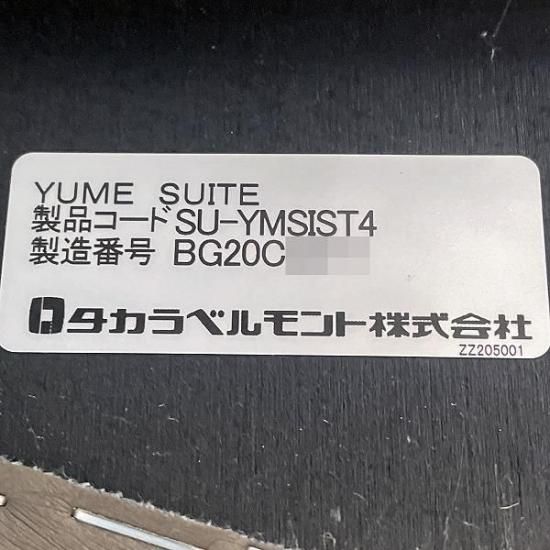 YUME SUITE
製品コード SU-YMSIST4
製造番号 BG20C
タカラベルモント株式会社
ZZ205001